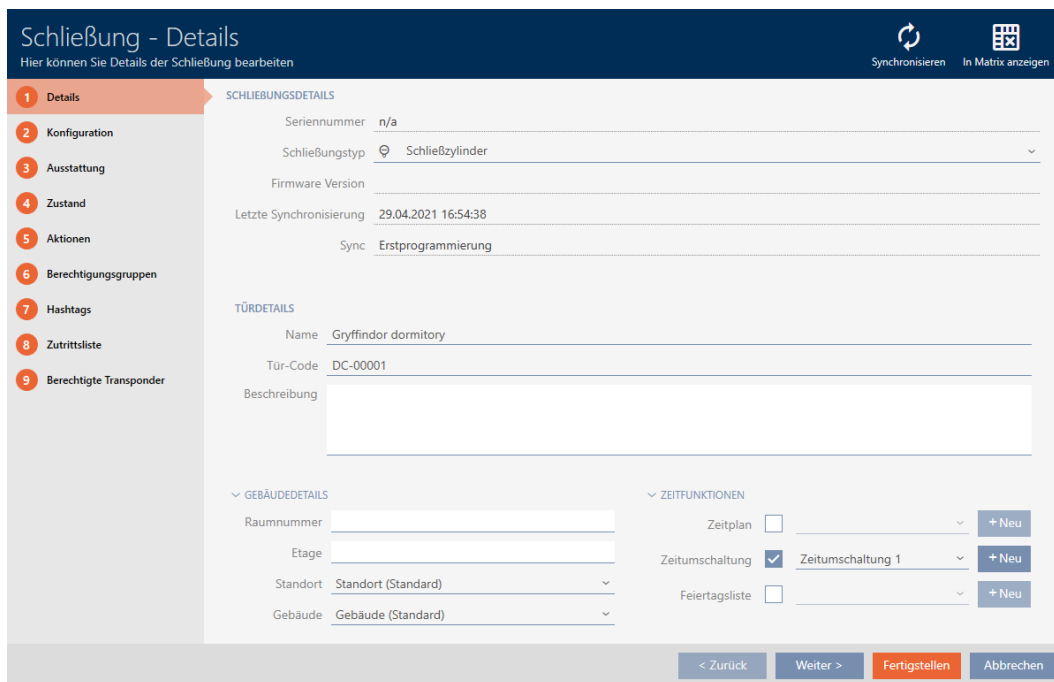 Schließung - Details
Hier können Sie Details der Schließung bearbeiten
Synchronisieren
In Matrix anzeigen
1 Details
2 Konfiguration
3 Ausstattung
4 Zustand
5 Aktionen
6 Berechtigungsgruppen
7 Hashtags
8 Zutrittsliste
9 Berechtigte Transponder
SCHLIEßUNGSDETAILS
Seriennummer n/a
Schließungstyp Schließzylinder
Firmware Version
Letzte Synchronisierung 29.04.2021 16:54:38
Sync Erstprogrammierung
TÜRDETAILS
Name Gryffindor dormitory
Tür-Code DC-00001
Beschreibung
GEBÄUDEDETAILS
Raumnummer
Etage
Standort Standort (Standard)
Gebäude Gebäude (Standard)
ZEITFUNKTIONEN
Zeitplan + Neu
Zeitumschaltung Zeitumschaltung 1 + Neu
Feiertagsliste + Neu
< Zurück
Weiter >
Fertigstellen
Abbrechen